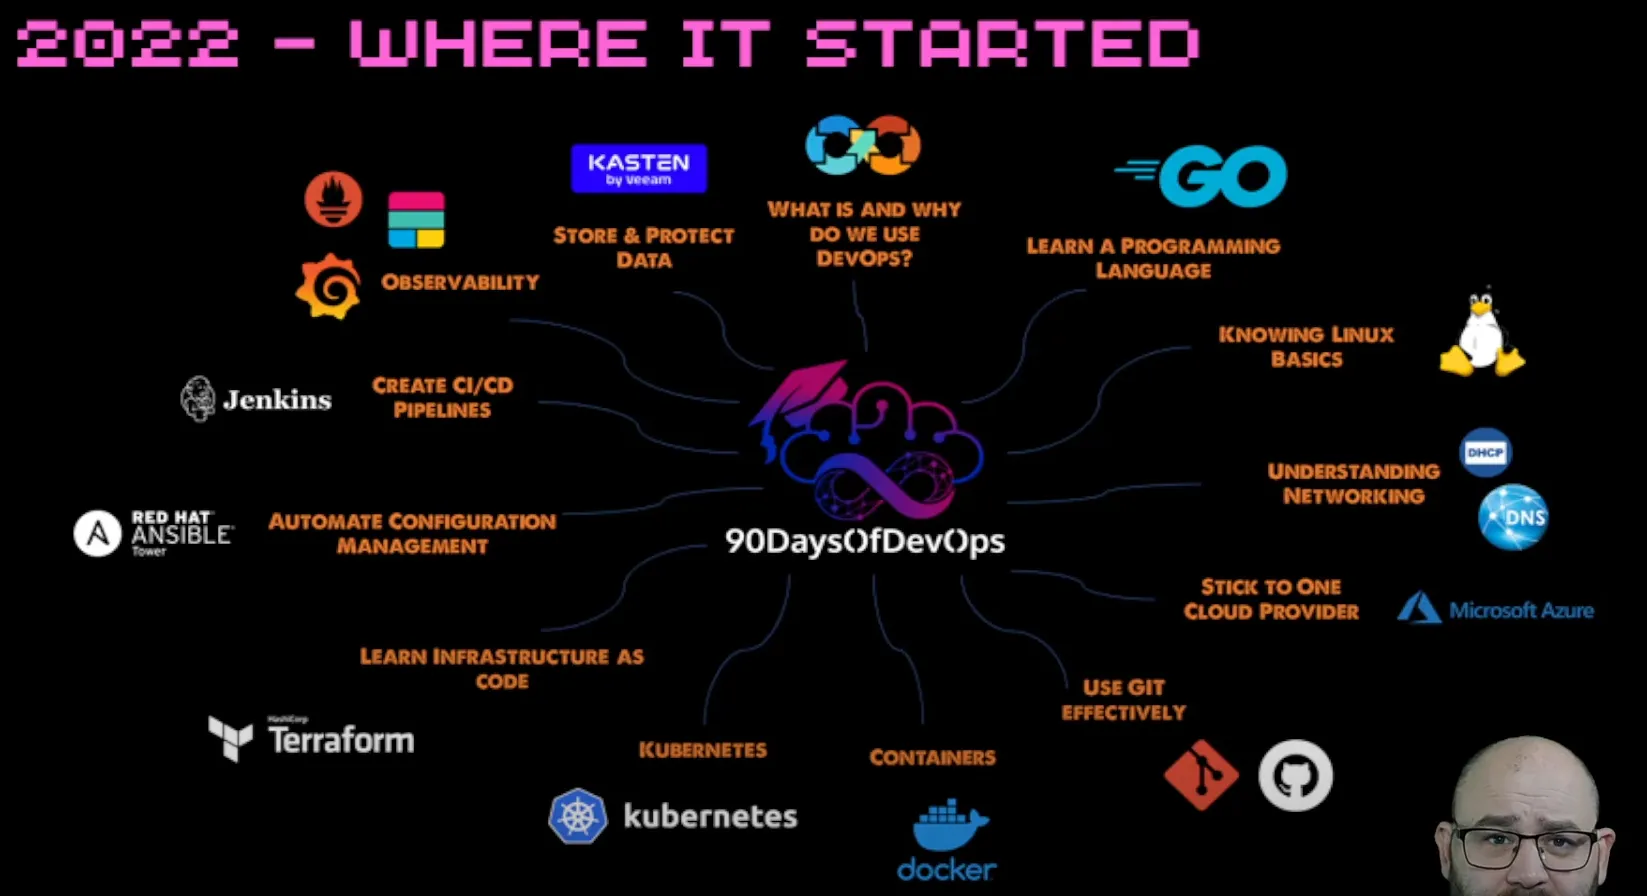 2022 - WHERE IT STARTED
KASTEN
by veeam
STORE & PROTECT
DATA
WHAT IS AND WHY
DO WE USE
DEVOPS?
GO
LEARN A PROGRAMMING
LANGUAGE
OBSERVABILITY
KNOWING LINUX
BASICS
Jenkins
CREATE CI/CD
PIPELINES
DHCP
UNDERSTANDING
NETWORKING
DNS
RED HAT
ANSIBLE
Tower
AUTOMATE CONFIGURATION
MANAGEMENT
90DaysOfDevOps
STICK TO ONE
CLOUD PROVIDER
Microsoft Azure
LEARN INFRASTRUCTURE AS
CODE
USE GIT
EFFECTIVELY
HashiCorp
Terraform
KUBERNETES
kubernetes
CONTAINERS
docker